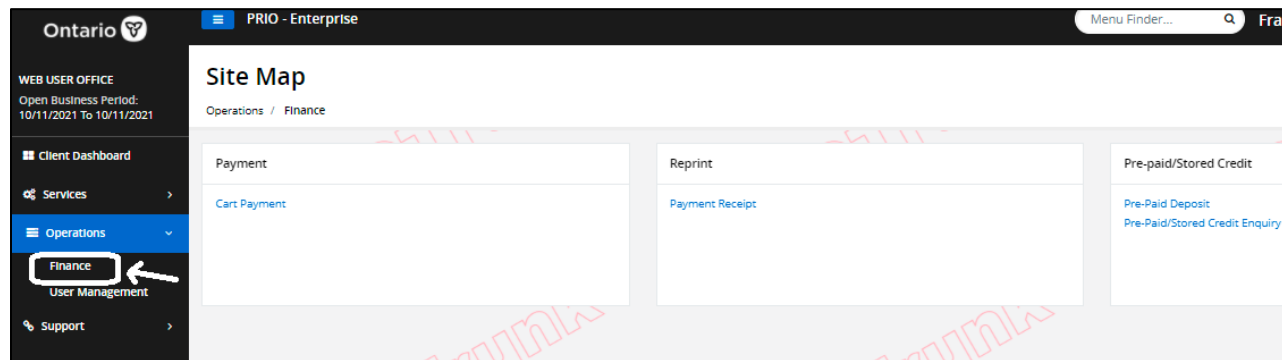 Ontario
PRIO - Enterprise
Menu Finder...
Fra
WEB USER OFFICE
Open Business Period:
10/11/2021 To 10/11/2021
Site Map
Operations / Finance
Client Dashboard
Services
Operations
Finance
User Management
Support
Payment
Cart Payment
Reprint
Payment Receipt
Pre-paid/Stored Credit
Pre-Paid Deposit
Pre-Paid/Stored Credit Enquiry